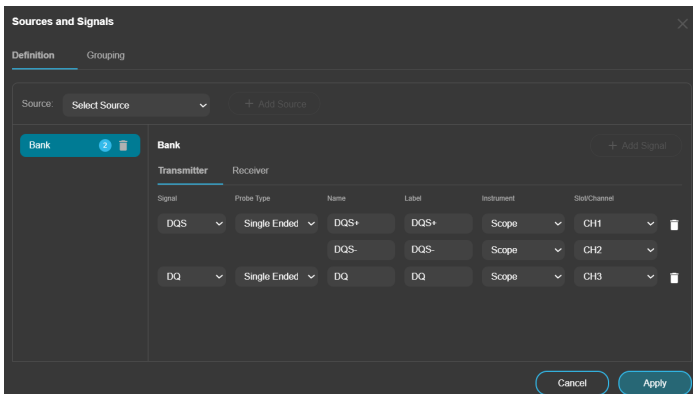 Sources and Signals
Definition Grouping
Source: Select Source + Add Source
Bank 2 Bank + Add Signal
Transmitter Receiver
Signal Probe Type Name Label Instrument Slot/Channel
DQS Single Ended DQS+ DQS+ Scope CH1
DQS- DQS- Scope CH2
DQ Single Ended DQ DQ Scope CH3
Cancel Apply